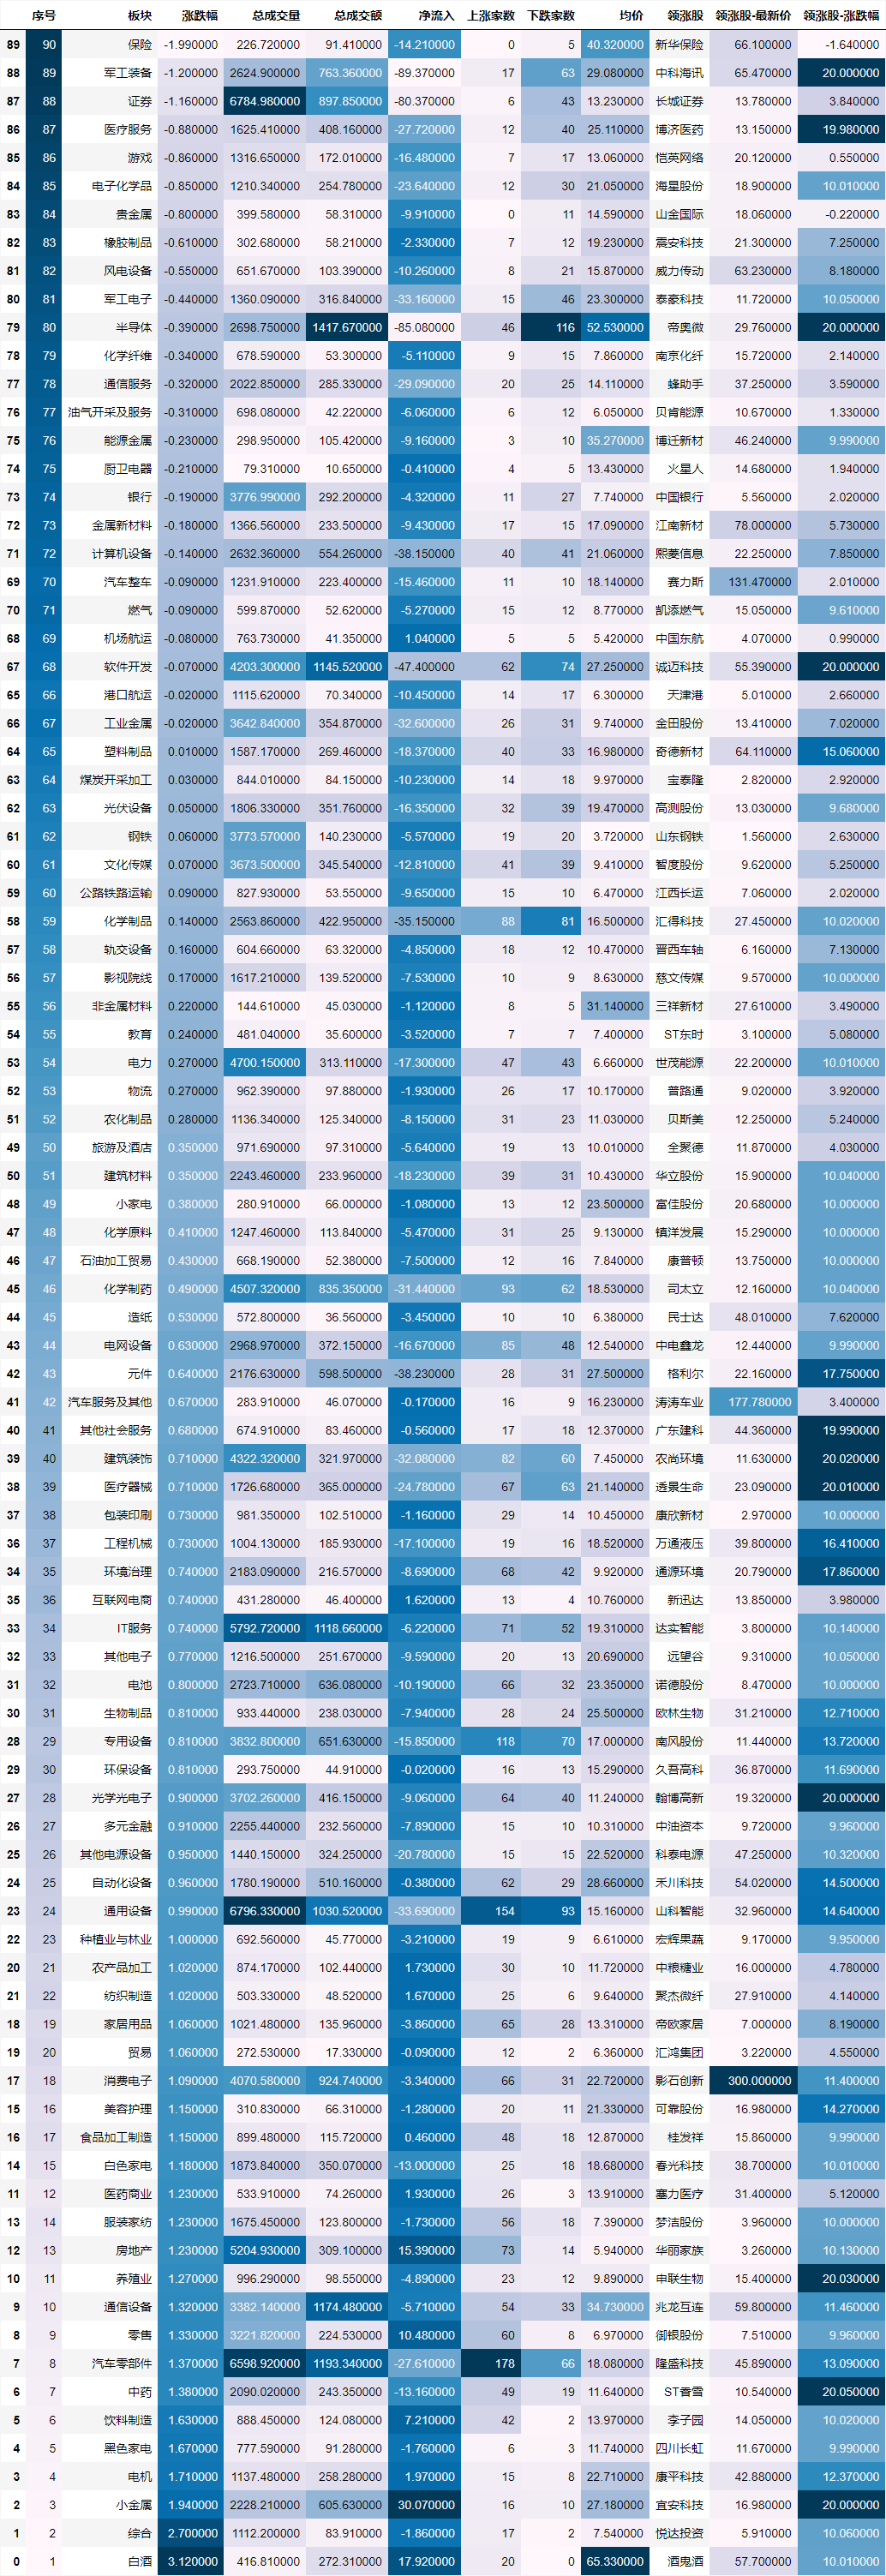 序号 板块 涨跌幅 总成交量 总成交额 净流入 上涨家数 下跌家数 均价 领涨股 领涨股-最新价 领涨股-涨跌幅
89 90 保险 -1.990000 226.720000 91.410000 -14.210000 0 5 40.320000 新华保险 66.100000 -1.640000
88 89 军工装备 -1.200000 2624.900000 763.360000 -89.370000 17 63 29.080000 中科海讯 65.470000 20.000000
87 88 证券 -1.160000 6784.980000 897.850000 -80.370000 6 43 13.230000 长城证券 13.780000 3.840000
86 87 医疗服务 -0.880000 1625.410000 408.160000 -27.720000 12 40 25.110000 博济医药 13.150000 19.980000
85 86 游戏 -0.860000 1316.650000 172.010000 -16.480000 7 17 13.060000 恺英网络 20.120000 0.550000
84 85 电子化学品 -0.850000 1210.340000 254.780000 -23.640000 12 30 21.050000 海星股份 18.900000 10.010000
83 84 贵金属 -0.800000 399.580000 58.310000 -9.910000 0 11 14.590000 山金国际 18.060000 -0.220000
82 83 橡胶制品 -0.610000 302.680000 58.210000 -2.330000 7 12 19.230000 震安科技 21.300000 7.250000
81 82 风电设备 -0.550000 651.670000 103.390000 -10.260000 8 21 15.870000 威力传动 63.230000 8.180000
80 81 军工电子 -0.440000 1360.090000 316.840000 -33.160000 15 46 23.300000 泰豪科技 11.720000 10.050000
79 80 半导体 -0.390000 2698.750000 1417.670000 -85.080000 46 116 52.530000 帝奥微 29.760000 20.000000
78 79 化学纤维 -0.340000 678.590000 53.300000 -5.110000 9 15 7.860000 南京化纤 15.720000 2.140000
77 78 通信服务 -0.320000 2022.850000 285.330000 -29.090000 20 25 14.110000 蜂助手 37.250000 3.590000
76 77 油气开采及服务 -0.310000 698.080000 42.220000 -6.060000 6 12 6.050000 贝肯能源 10.670000 1.330000
75 76 能源金属 -0.230000 298.950000 105.420000 -9.160000 3 10 35.270000 博迁新材 46.240000 9.990000
74 75 厨卫电器 -0.210000 79.310000 10.650000 -0.410000 4 5 13.430000 火星人 14.680000 1.940000
73 74 银行 -0.190000 3776.990000 292.200000 -4.320000 11 27 7.740000 中国银行 5.560000 2.020000
72 73 金属新材料 -0.180000 1366.560000 233.500000 -9.430000 17 15 17.090000 江南新材 78.000000 5.730000
71 72 计算机设备 -0.140000 2632.360000 554.260000 -38.150000 40 41 21.060000 熙菱信息 22.250000 7.850000
69 70 汽车整车 -0.090000 1231.910000 223.400000 -15.460000 11 10 18.140000 赛力斯 131.470000 2.010000
70 71 燃气 -0.090000 599.870000 52.620000 -5.270000 15 12 8.770000 凯添燃气 15.050000 9.610000
68 69 机场航运 -0.080000 763.730000 41.350000 1.040000 5 5 5.420000 中国东航 4.070000 0.990000
67 68 软件开发 -0.070000 4203.300000 1145.520000 -47.400000 62 74 27.250000 诚迈科技 55.390000 20.000000
65 66 港口航运 -0.020000 1115.620000 70.340000 -10.450000 14 17 6.300000 天津港 5.010000 2.660000
66 67 工业金属 -0.020000 3642.840000 354.870000 -32.600000 26 31 9.740000 金田股份 13.410000 7.020000
64 65 塑料制品 0.010000 1587.170000 269.460000 -18.370000 40 33 16.980000 奇德新材 64.110000 15.060000
63 64 煤炭开采加工 0.030000 844.010000 84.150000 -10.230000 14 18 9.970000 宝泰隆 2.820000 2.920000
62 63 光伏设备 0.050000 1806.330000 351.760000 -16.350000 32 39 19.470000 高测股份 13.030000 9.680000
61 62 钢铁 0.060000 3773.570000 140.230000 -5.570000 19 20 3.720000 山东钢铁 1.560000 2.630000
60 61 文化传媒 0.070000 3673.500000 345.540000 -12.810000 41 39 9.410000 智度股份 9.620000 5.250000
59 60 公路铁路运输 0.090000 827.930000 53.550000 -9.650000 15 10 6.470000 江西长运 7.060000 2.020000
58 59 化学制品 0.140000 2563.860000 422.950000 -35.150000 88 81 16.500000 汇得科技 27.450000 10.020000
57 58 轨交设备 0.160000 604.660000 63.320000 -4.850000 18 12 10.470000 晋西车轴 6.160000 7.130000
56 57 影视院线 0.170000 1617.210000 139.520000 -7.530000 10 9 8.630000 慈文传媒 9.570000 10.000000
55 56 非金属材料 0.220000 144.610000 45.030000 -1.120000 8 5 31.140000 三祥新材 27.610000 3.490000
54 55 教育 0.240000 481.040000 35.600000 -3.520000 7 7 7.400000 ST东时 3.100000 5.080000
53 54 电力 0.270000 4700.150000 313.110000 -17.300000 47 43 6.660000 世茂能源 22.200000 10.010000
52 53 物流 0.270000 962.390000 97.880000 -1.930000 26 17 10.170000 普路通 9.020000 3.920000
51 52 农化制品 0.280000 1136.340000 125.340000 -8.150000 31 23 11.030000 贝斯美 12.250000 5.240000
49 50 旅游及酒店 0.350000 971.690000 97.310000 -5.640000 19 13 10.010000 全聚德 11.870000 4.030000
50 51 建筑材料 0.350000 2243.460000 233.960000 -18.230000 39 31 10.430000 华立股份 15.900000 10.040000
48 49 小家电 0.380000 280.910000 66.000000 -1.080000 13 12 23.500000 富佳股份 20.680000 10.000000
47 48 化学原料 0.410000 1247.460000 113.840000 -5.470000 31 25 9.130000 镇洋发展 15.290000 10.000000
46 47 石油加工贸易 0.430000 668.190000 52.380000 -7.500000 12 16 7.840000 康普顿 13.750000 10.000000
45 46 化学制药 0.490000 4507.320000 835.350000 -31.440000 93 62 18.530000 司太立 12.160000 10.040000
44 45 造纸 0.530000 572.800000 36.560000 -3.450000 10 10 6.380000 民士达 48.010000 7.620000
43 44 电网设备 0.630000 2968.970000 372.150000 -16.670000 85 48 12.540000 中电鑫龙 12.440000 9.990000
42 43 元件 0.640000 2176.630000 598.500000 -38.230000 28 31 27.500000 格利尔 22.160000 17.750000
41 42 汽车服务及其他 0.670000 283.910000 46.070000 -0.170000 16 9 16.230000 涛涛车业 177.780000 3.400000
40 41 其他社会服务 0.680000 674.910000 83.460000 -0.560000 17 18 12.370000 广东建科 44.360000 19.990000
39 40 建筑装饰 0.710000 4322.320000 321.970000 -32.080000 82 60 7.450000 农尚环境 11.630000 20.020000
38 39 医疗器械 0.710000 1726.680000 365.000000 -24.780000 67 63 21.140000 透景生命 23.090000 20.010000
37 38 包装印刷 0.730000 981.350000 102.510000 -1.160000 29 14 10.450000 康欣新材 2.970000 10.000000
36 37 工程机械 0.730000 1004.130000 185.930000 -17.100000 19 16 18.520000 万通液压 39.800000 16.410000
34 35 环境治理 0.740000 2183.090000 216.570000 -8.690000 68 42 9.920000 通源环境 20.790000 17.860000
35 36 互联网电商 0.740000 431.280000 46.400000 1.620000 13 4 10.760000 新迅达 13.850000 3.980000
33 34 IT服务 0.740000 5792.720000 1118.660000 -6.220000 71 52 19.310000 达实智能 3.800000 10.140000
32 33 其他电子 0.770000 1216.500000 251.670000 -9.590000 20 13 20.690000 远望谷 9.310000 10.050000
31 32 电池 0.800000 2723.710000 636.080000 -10.190000 66 32 23.350000 诺德股份 8.470000 10.000000
30 31 生物制品 0.810000 933.440000 238.030000 -7.940000 28 24 25.500000 欧林生物 31.210000 12.710000
28 29 专用设备 0.810000 3832.800000 651.630000 -15.850000 118 70 17.000000 南风股份 11.440000 13.720000
29 30 环保设备 0.810000 293.750000 44.910000 -0.020000 16 13 15.290000 久吾高科 36.870000 11.690000
27 28 光学光电子 0.900000 3702.260000 416.150000 -9.060000 64 40 11.240000 翰博高新 19.320000 20.000000
26 27 多元金融 0.910000 2255.440000 232.560000 -7.890000 15 10 10.310000 中油资本 9.720000 9.960000
25 26 其他电源设备 0.950000 1440.150000 324.250000 -20.780000 15 15 22.520000 科泰电源 47.250000 10.320000
24 25 自动化设备 0.960000 1780.190000 510.160000 -0.380000 62 29 28.660000 禾川科技 54.020000 14.500000
23 24 通用设备 0.990000 6796.330000 1030.520000 -33.690000 154 93 15.160000 山科智能 32.960000 14.640000
22 23 种植业与林业 1.000000 692.560000 45.770000 -3.210000 19 9 6.610000 宏辉果蔬 9.170000 9.950000
20 21 农产品加工 1.020000 874.170000 102.440000 1.730000 30 10 11.720000 中粮糖业 16.000000 4.780000
21 22 纺织制造 1.020000 503.330000 48.520000 1.670000 25 6 9.640000 聚杰微纤 27.910000 4.140000
18 19 家居用品 1.060000 1021.480000 135.960000 -3.860000 65 28 13.310000 帝欧家居 7.000000 8.190000
19 20 贸易 1.060000 272.530000 17.330000 -0.090000 12 2 6.360000 汇鸿集团 3.220000 4.550000
17 18 消费电子 1.090000 4070.580000 924.740000 -3.340000 66 31 22.720000 影石创新 300.000000 11.400000
15 16 美容护理 1.150000 310.830000 66.310000 -1.280000 20 11 21.330000 可靠股份 16.980000 14.270000
16 17 食品加工制造 1.150000 899.480000 115.720000 0.460000 48 18 12.870000 桂发祥 15.860000 9.990000
14 15 白色家电 1.180000 1873.840000 350.070000 -13.000000 25 18 18.680000 春光科技 38.700000 10.010000
11 12 医药商业 1.230000 533.910000 74.260000 1.930000 26 3 13.910000 塞力医疗 31.400000 5.120000
13 14 服装家纺 1.230000 1675.450000 123.800000 -1.730000 56 18 7.390000 梦洁股份 3.960000 10.000000
12 13 房地产 1.230000 5204.930000 309.100000 15.390000 73 14 5.940000 华丽家族 3.260000 10.130000
10 11 养殖业 1.270000 996.290000 98.550000 -4.890000 23 12 9.890000 申联生物 15.400000 20.030000
9 10 通信设备 1.320000 3382.140000 1174.480000 -5.710000 54 33 34.730000 兆龙互连 59.800000 11.460000
8 9 零售 1.330000 3221.820000 224.530000 10.480000 60 8 6.970000 御银股份 7.510000 9.960000
7 8 汽车零部件 1.370000 6598.920000 1193.340000 -27.610000 178 66 18.080000 隆盛科技 45.890000 13.090000
6 7 中药 1.380000 2090.020000 243.350000 -13.160000 49 19 11.640000 ST香雪 10.540000 20.050000
5 6 饮料制造 1.630000 888.450000 124.080000 7.210000 42 2 13.970000 李子园 14.050000 10.020000
4 5 黑色家电 1.670000 777.590000 91.280000 -1.760000 6 3 11.740000 四川长虹 11.670000 9.990000
3 4 电机 1.710000 1137.480000 258.280000 1.970000 15 8 22.710000 康平科技 42.880000 12.370000
2 3 小金属 1.940000 2228.210000 605.630000 30.070000 16 10 27.180000 宜安科技 16.980000 20.000000
1 2 综合 2.700000 1112.200000 83.910000 -1.860000 17 2 7.540000 悦达投资 5.910000 10.060000
0 1 白酒 3.120000 416.810000 272.310000 17.920000 20 0 65.330000 酒鬼酒 57.700000 10.010000